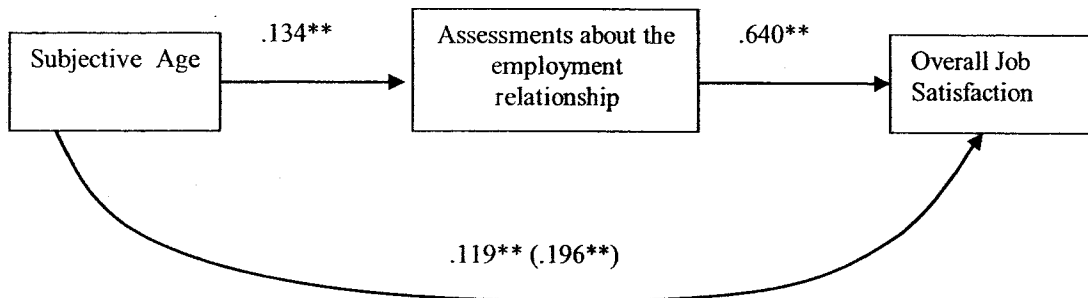 .134**
Subjective Age
Assessments about the
employment
relationship
.640**
Overall Job
Satisfaction
.119** (.196**)